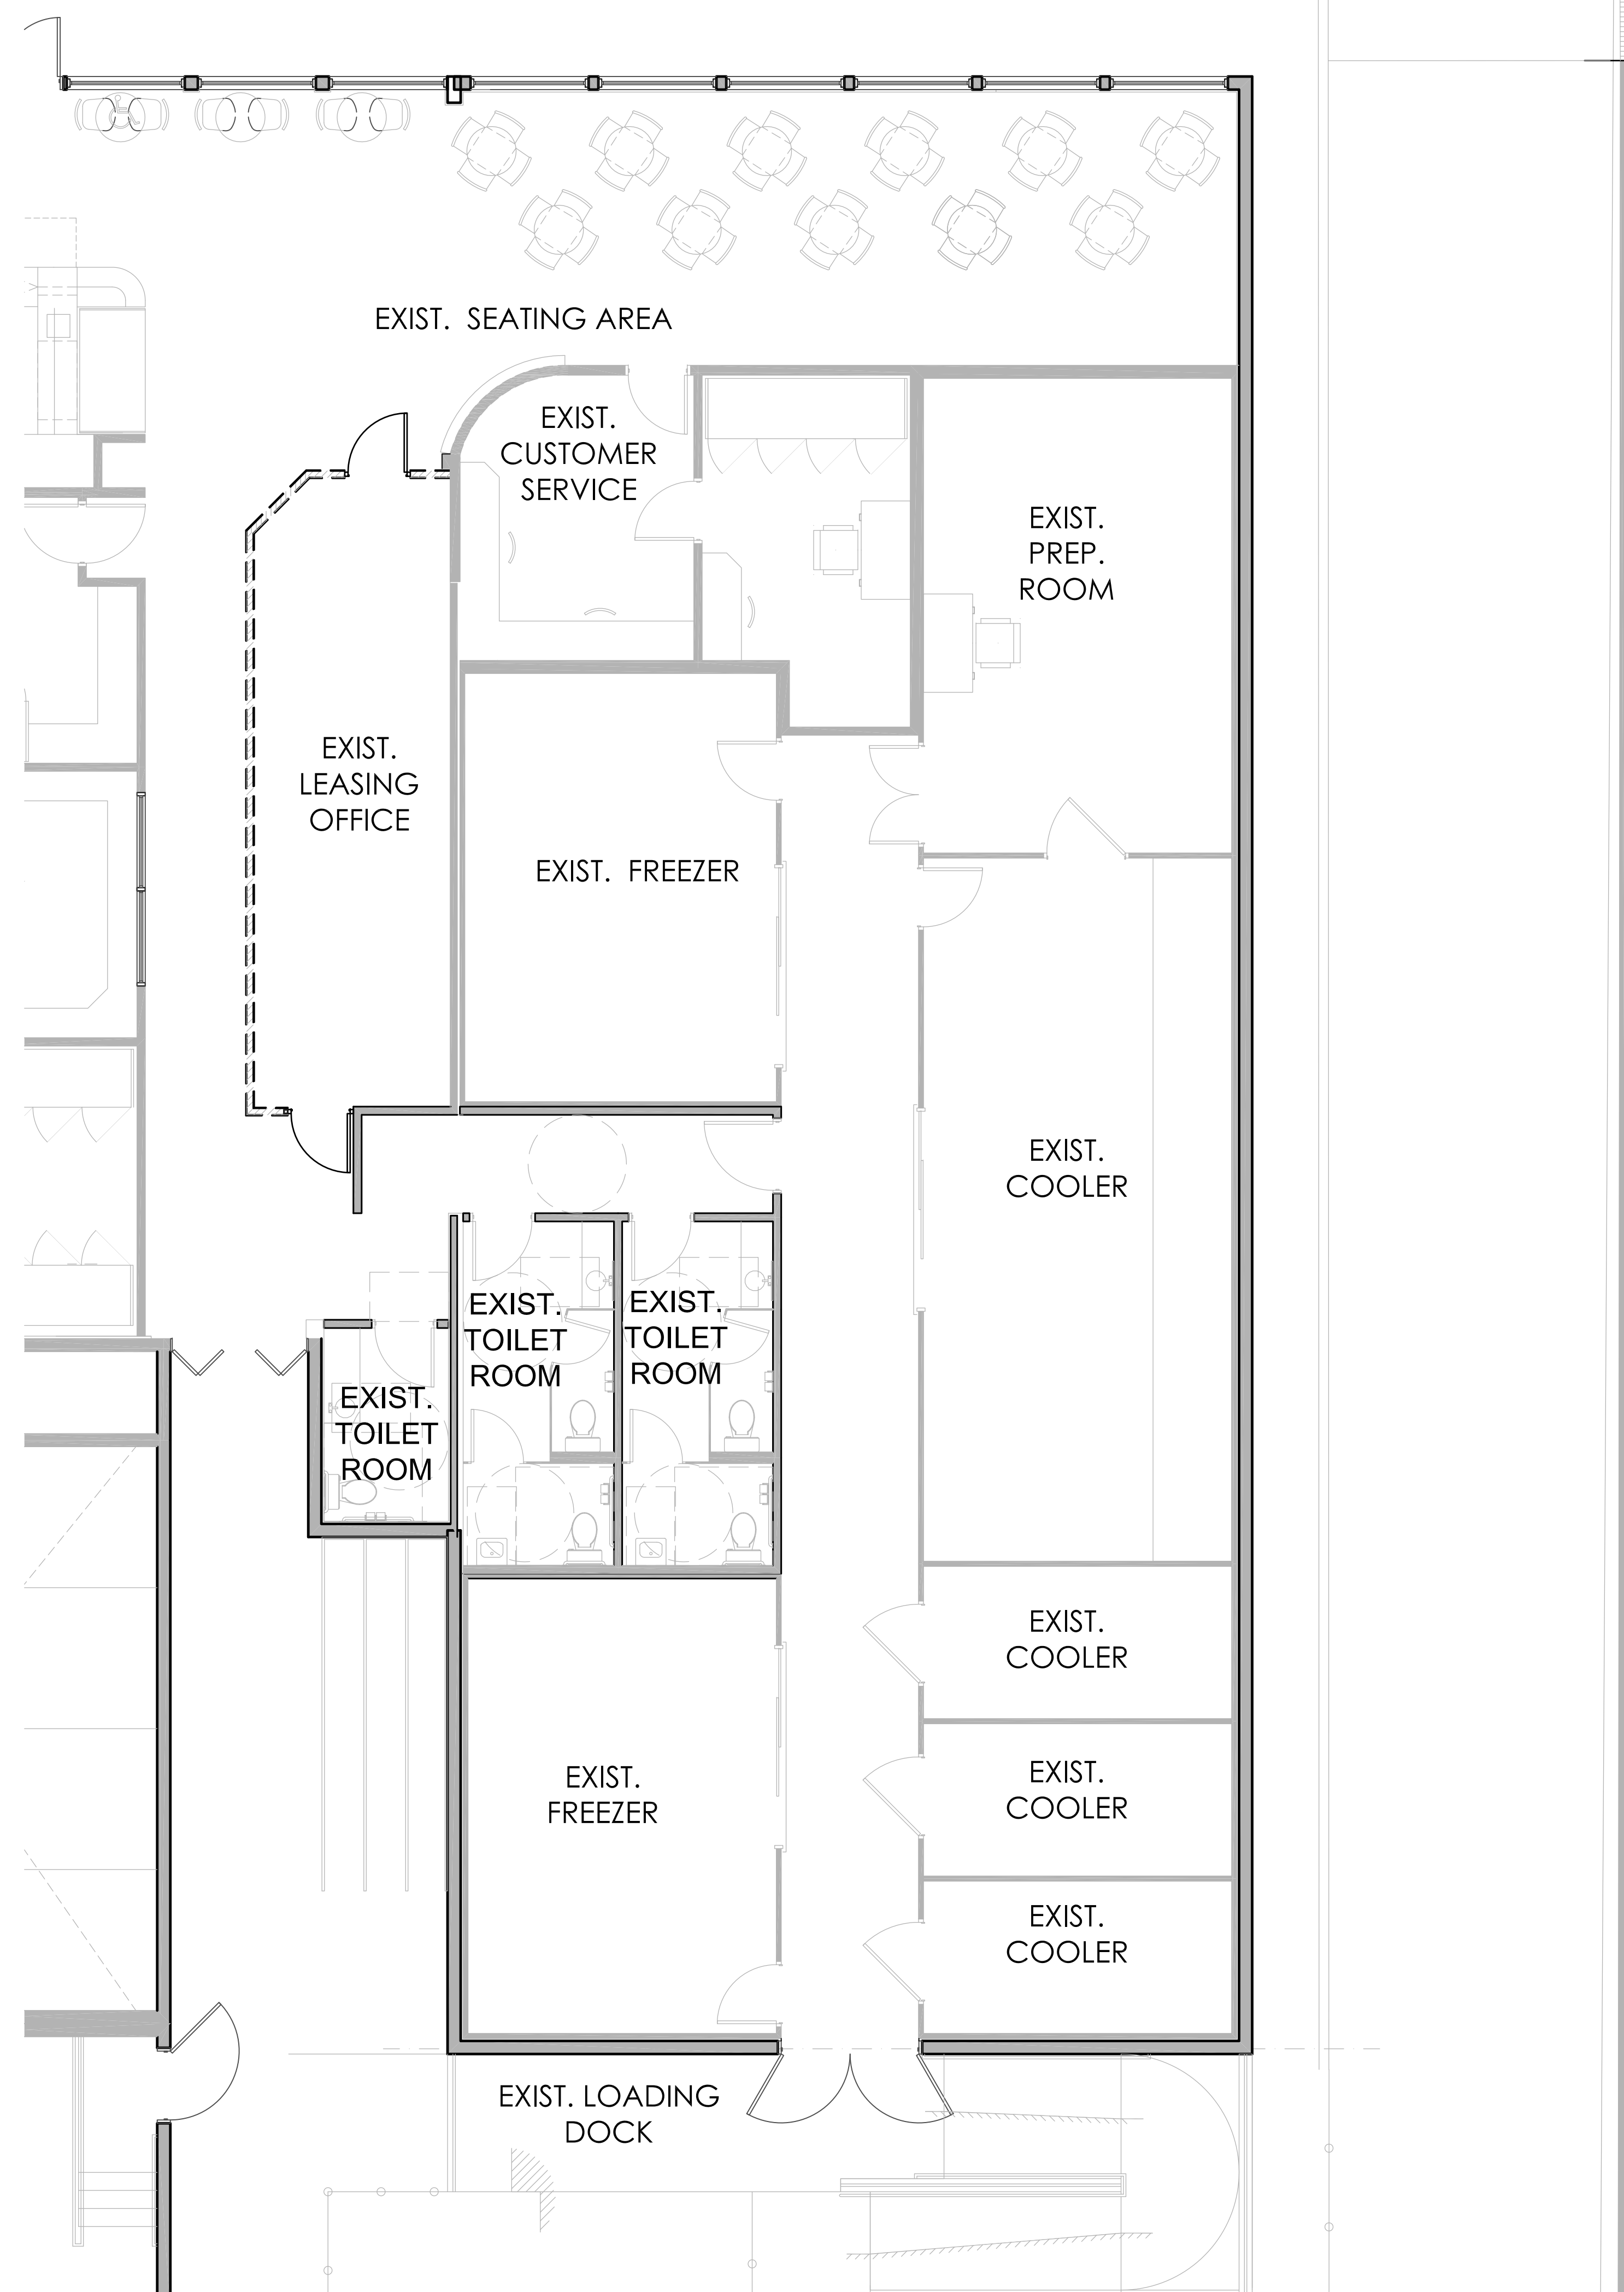 EXIST. SEATING AREA
EXIST.
CUSTOMER
SERVICE
EXIST.
PREP.
ROOM
EXIST.
LEASING
OFFICE
EXIST. FREEZER
EXIST.
COOLER
EXIST.
TOILET
ROOM
EXIST.
TOILET
ROOM
EXIST.
TOILET
ROOM
EXIST.
COOLER
EXIST.
FREEZER
EXIST.
COOLER
EXIST.
COOLER
EXIST. LOADING
DOCK